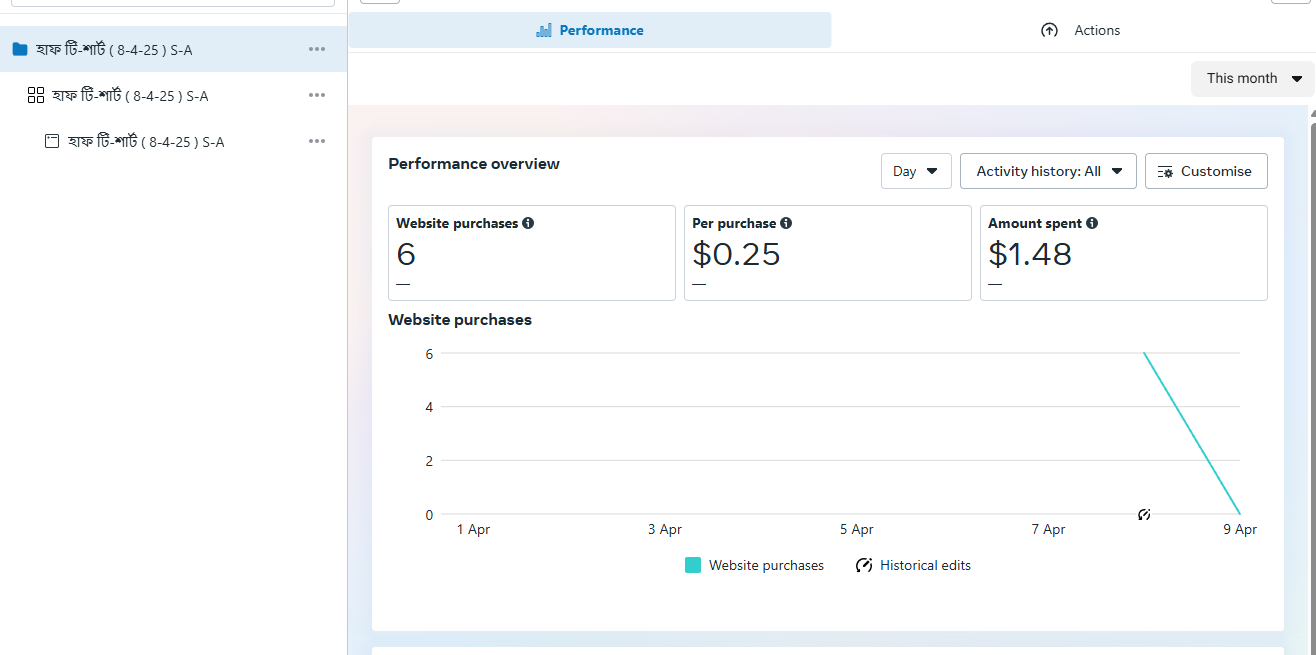 Performance
Actions
হাফ টি-শার্ট ( 8-4-25 ) S-A
হাফ টি-শার্ট ( 8-4-25 ) S-A
হাফ টি-শার্ট ( 8-4-25 ) S-A
This month
Performance overview
Day
Activity history: All
Customise
Website purchases
6
—
Per purchase
$0.25
—
Amount spent
$1.48
—
Website purchases
6
4
2
0
1 Apr
3 Apr
5 Apr
7 Apr
9 Apr
Website purchases
Historical edits